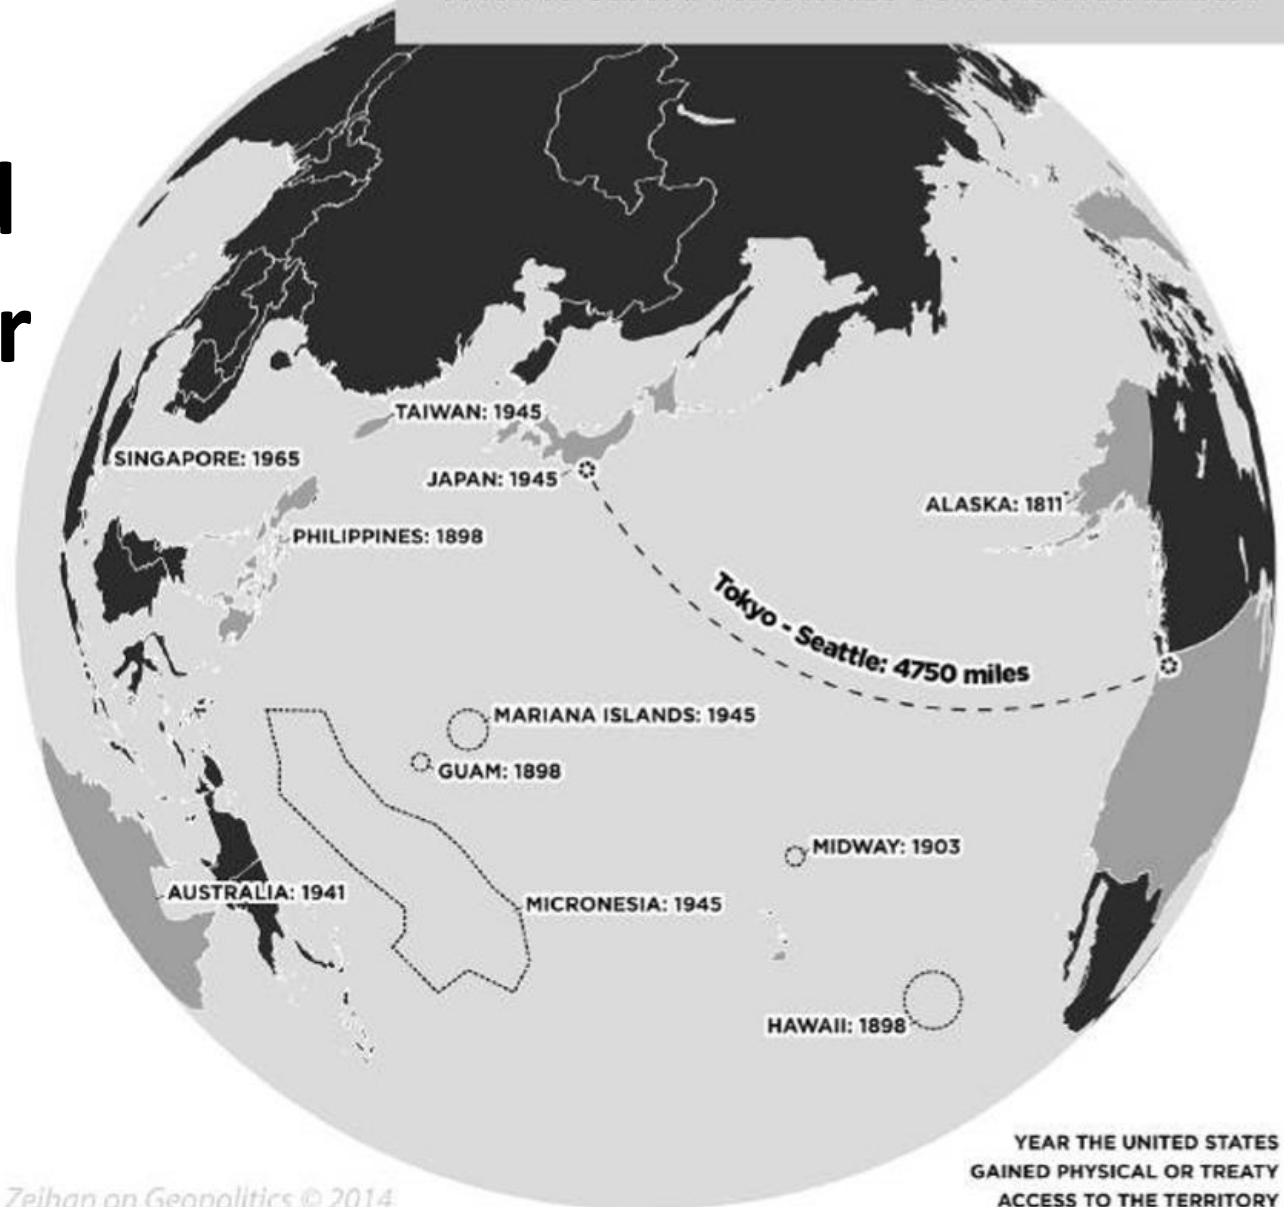 l
r
TAIWAN: 1945
SINGAPORE: 1965
JAPAN: 1945
ALASKA: 1811
PHILIPPINES: 1898
Tokyo - Seattle: 4750 miles
MARIANA ISLANDS: 1945
GUAM: 1898
MIDWAY: 1903
AUSTRALIA: 1941
MICRONESIA: 1945
HAWAII: 1898
YEAR THE UNITED STATES
GAINED PHYSICAL OR TREATY
ACCESS TO THE TERRITORY
Zeihan on Geopolitics © 2014